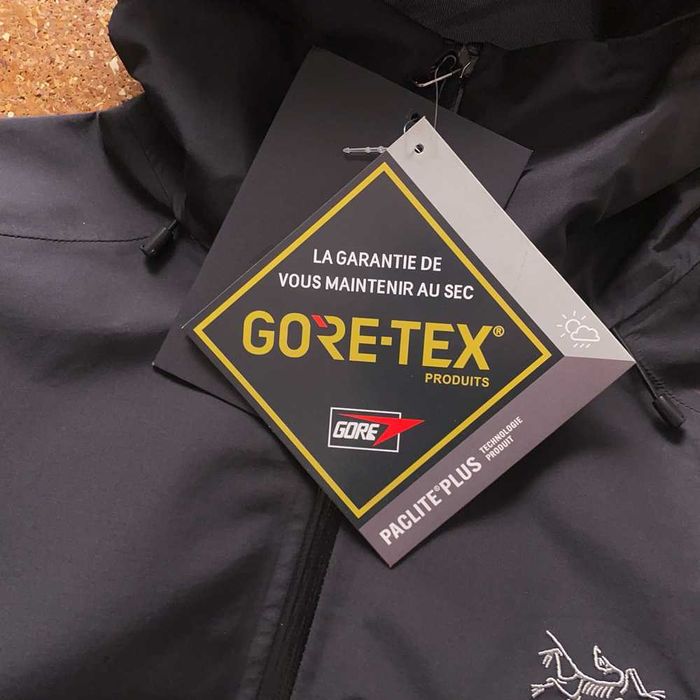 LA GARANTIE DE
VOUS MAINTENIR AU SEC
GORE-TEX®
PRODUITS
GORE
PACLITE® PLUS
TECHNOLOGIE
PRODUIT